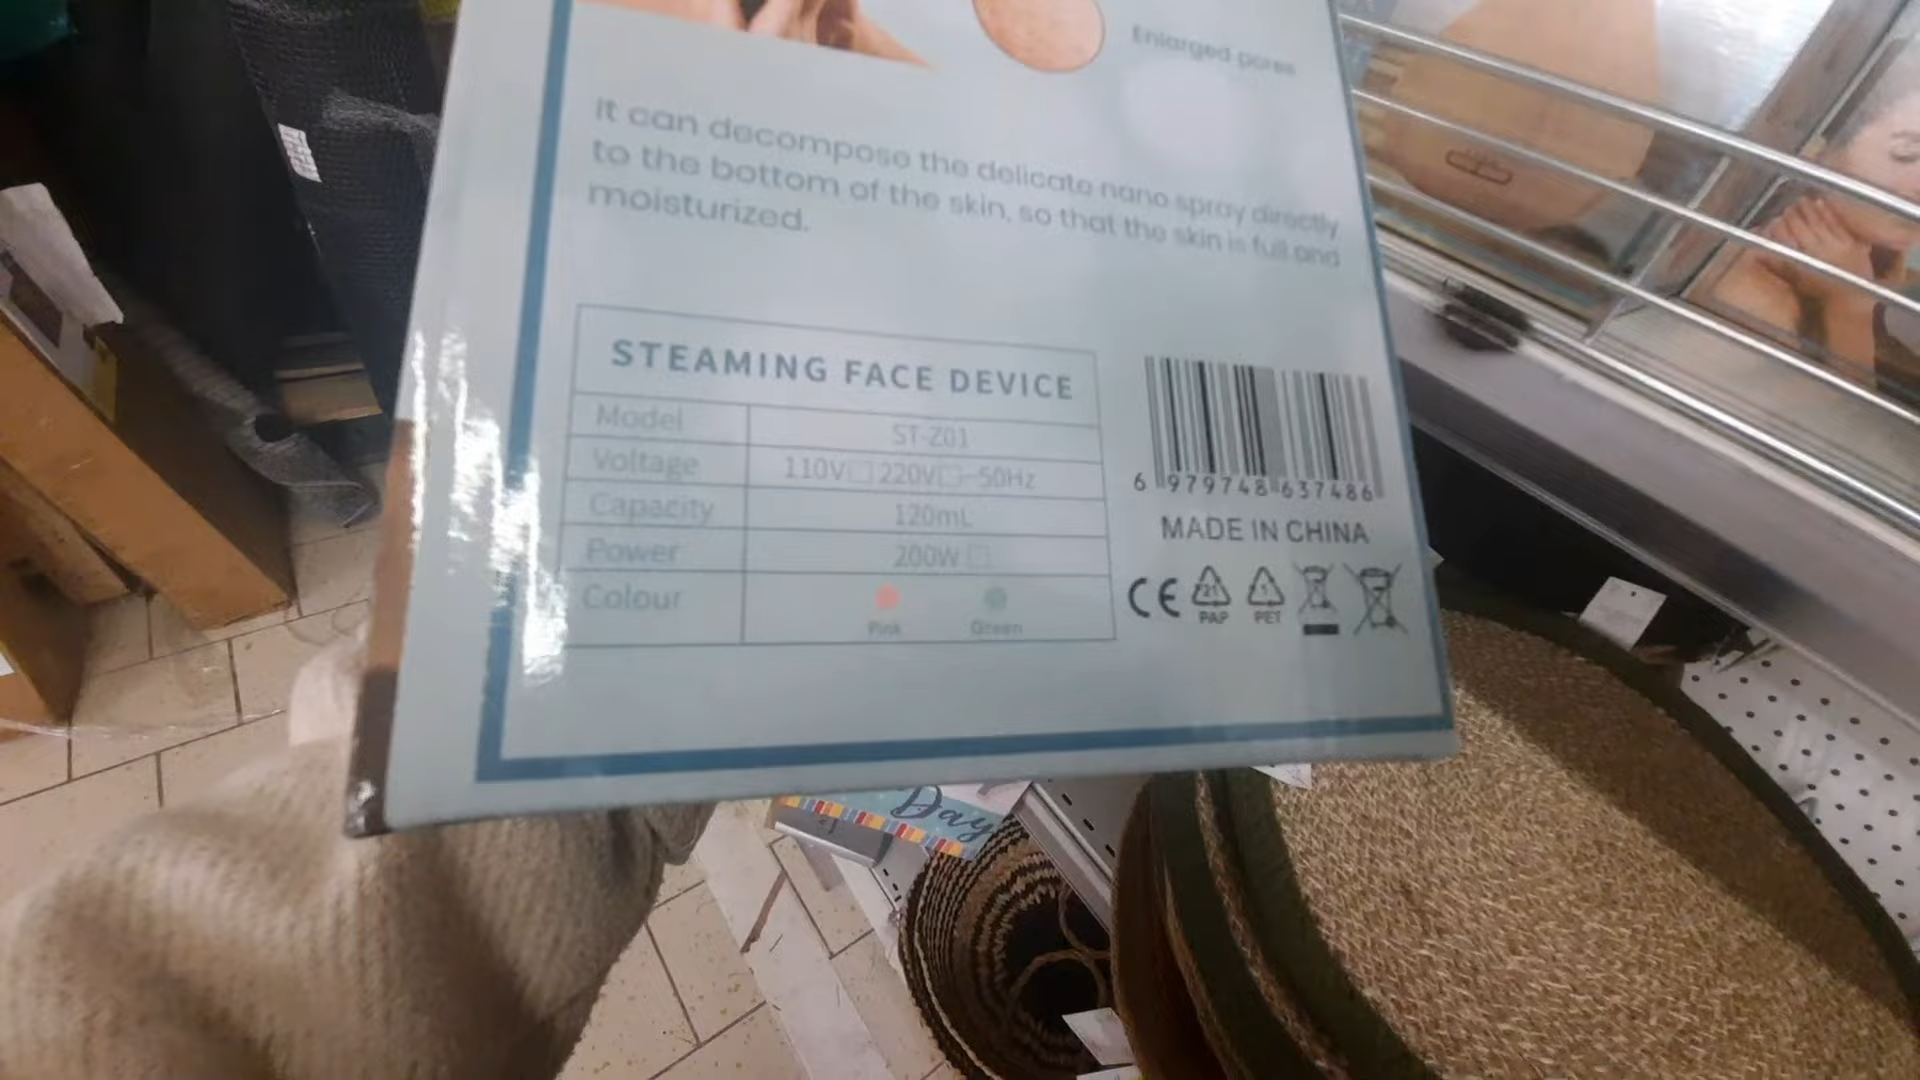 Enlarged pores
It can decompose the delicate nano spray directly
to the bottom of the skin, so that the skin is full and
moisturized.
STEAMING FACE DEVICE
Model ST-Z01
Voltage 110V□ 220V□~50Hz
Capacity 120mL
Power 200W □
Colour
Pink Green
6 979748 637486
MADE IN CHINA
CE
21
PAP
1
PET
Day